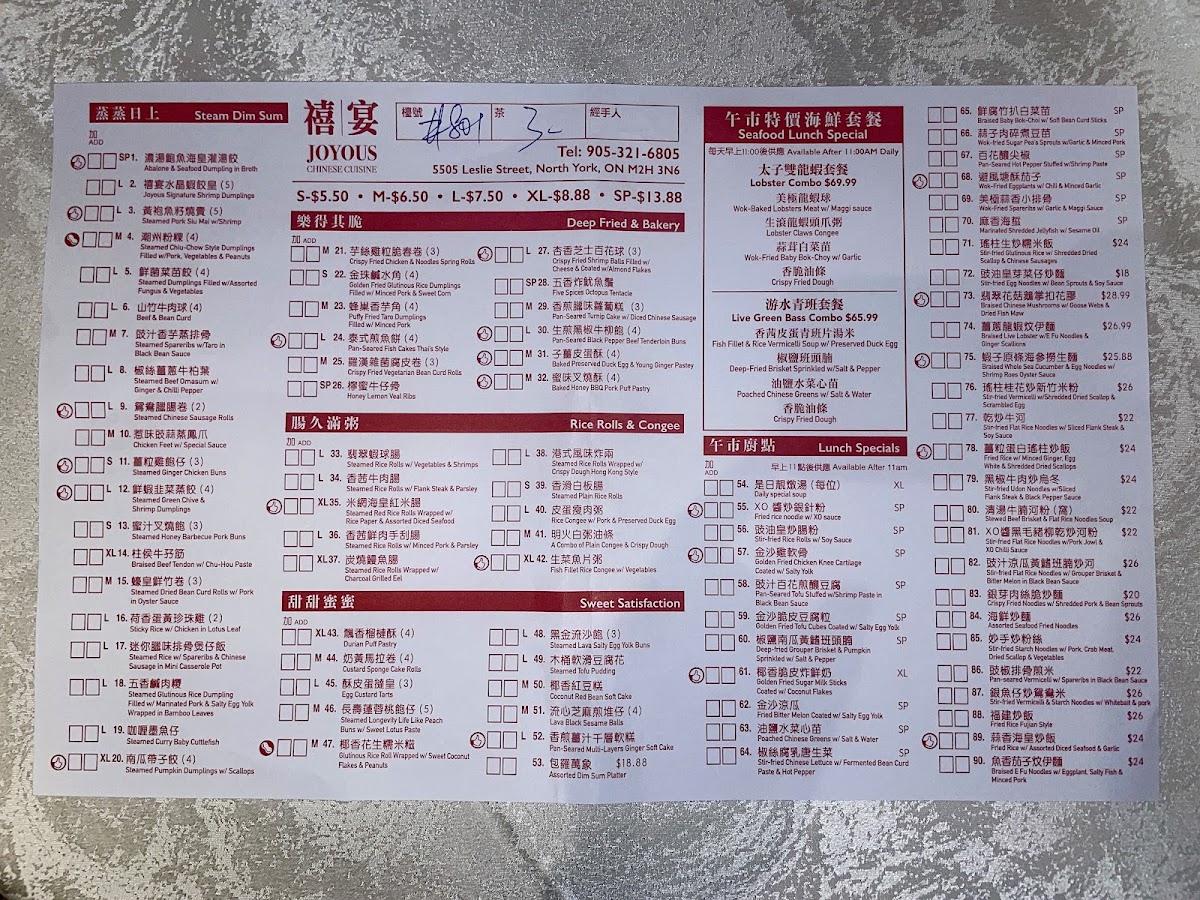 蒸蒸日上 Steam Dim Sum
加
ADD
SP1. 濃湯鮑魚海皇灌湯餃
Abalone & Seafood Dumpling in Broth
L 2. 禧宴水晶蝦餃皇 (5)
Joyous Signature Shrimp Dumplings
L 3. 黃袍魚籽燒賣 (5)
Steamed Pork Siu Mai w/Shrimp
M 4. 潮州粉粿 (4)
Steamed Chiu-Chow Style Dumplings
Filled w/Pork, Vegetables & Peanuts
L 5. 鮮菌菜苗餃 (4)
Steamed Dumplings Filled w/Assorted
Fungus & Vegetables
L 6. 山竹牛肉球 (4)
Beef & Bean Curd
M 7. 豉汁香芋蒸排骨
Steamed Spareribs w/Taro in
Black Bean Sauce
L 8. 椒絲薑蔥牛柏葉
Steamed Beef Omasum w/
Ginger & Chilli Pepper
L 9. 鴛鴦臘腸卷 (2)
Steamed Chinese Sausage Rolls
M 10. 惹味豉蒜蒸鳳爪
Chicken Feet w/ Special Sauce
S 11. 薑粒雞飽仔 (3)
Steamed Ginger Chicken Buns
L 12. 鮮蝦韭菜蒸餃 (4)
Steamed Green Chive &
Shrimp Dumplings
S 13. 蜜汁叉燒飽 (3)
Steamed Honey Barbecue Pork Buns
XL 14. 柱侯牛孖筋
Braised Beef Tendon w/ Chu-Hou Paste
M 15. 蠔皇鮮竹卷 (3)
Steamed Dried Bean Curd Rolls w/ Pork
in Oyster Sauce
L 16. 荷香蛋黃珍珠雞 (2)
Sticky Rice w/ Chicken in Lotus Leaf
L 17. 迷你臘味排骨煲仔飯
Steamed Rice w/ Spareribs & Chinese
Sausage in Mini Casserole Pot
L 18. 五香鹹肉糭
Steamed Glutinous Rice Dumpling
Filled w/ Marinated Pork & Salty Egg Yolk
Wrapped in Bamboo Leaves
L 19. 咖喱墨魚仔
Steamed Curry Baby Cuttlefish
XL 20. 南瓜帶子餃 (4)
Steamed Pumpkin Dumplings w/ Scallops
禧宴
JOYOUS
CHINESE CUISINE
檯號 #801 茶 3- 經手人
Tel: 905-321-6805
5505 Leslie Street, North York, ON M2H 3N6
S-$5.50 • M-$6.50 • L-$7.50 • XL-$8.88 • SP-$13.88
樂得其脆 Deep Fried & Bakery
加 ADD
M 21. 芋絲雞粒脆春卷 (3)
Crispy Fried Chicken & Noodles Spring Rolls
S 22. 金珠鹹水角 (4)
Golden Fried Glutinous Rice Dumplings
Filled w/ Minced Pork & Sweet Corn
M 23. 蜂巢香芋角 (4)
Puffy Fried Taro Dumplings
Filled w/ Minced Pork
L 24. 泰式煎魚餅 (4)
Pan-Seared Fish Cakes Thai's Style
M 25. 羅漢雜菌腐皮卷 (3)
Crispy Fried Vegetarian Bean Curd Rolls
SP 26. 檸蜜牛仔骨
Honey Lemon Veal Ribs
L 27. 杏香芝士百花球 (3)
Crispy Fried Shrimp Balls Filled w/
Cheese & Coated w/Almond Flakes
SP 28. 五香炸魷魚鬚
Five Spices Octopus Tentacle
M 29. 香煎臘味蘿蔔糕 (3)
Pan-Seared Turnip Cake w/ Diced Chinese Sausage
L 30. 生煎黑椒牛柳飽 (4)
Pan-Seared Black Pepper Beef Tenderloin Buns
M 31. 子薑皮蛋酥 (4)
Baked Preserved Duck Egg & Young Ginger Pastey
M 32. 蜜味叉燒酥 (4)
Baked Honey BBQ Pork Puff Pastry
腸久滿粥 Rice Rolls & Congee
加 ADD
L 33. 翡翠蝦球腸
Steamed Rice Rolls w/ Vegetables & Shrimps
L 34. 香茜牛肉腸
Steamed Rice Rolls w/ Flank Steak & Parsley
XL 35. 米網海皇紅米腸
Steamed Red Rice Rolls Wrapped w/
Rice Paper & Assorted Diced Seafood
L 36. 香茜鮮肉手刮腸
Steamed Rice Rolls w/ Minced Pork & Parsley
XL 37. 炭燒鰻魚腸
Steamed Rice Rolls Wrapped w/
Charcoal Grilled Eel
L 38. 港式風味炸兩
Steamed Rice Rolls Wrapped w/
Crispy Dough Hong Kong Style
S 39. 香滑白板腸
Steamed Plain Rice Rolls
L 40. 皮蛋瘦肉粥
Rice Congee w/ Pork & Preserved Duck Egg
M 41. 明火白粥油條
A Combo of Plain Congee & Crispy Dough
XL 42. 生菜魚片粥
Fish Fillet Rice Congee w/ Vegetables
甜甜蜜蜜 Sweet Satisfaction
加 ADD
XL 43. 飄香榴槤酥 (4)
Durian Puff Pastry
M 44. 奶黃馬拉卷 (4)
Custard Sponge Cake Rolls
L 45. 酥皮蛋撻皇 (3)
Egg Custard Tarts
M 46. 長壽蓮蓉桃飽仔 (5)
Steamed Longevity Life Like Peach
Buns w/ Sweet Lotus Paste
M 47. 椰香花生糯米糍
Glutinous Rice Roll Wrapped w/ Sweet Coconut
Flakes & Peanuts
L 48. 黑金流沙飽 (3)
Steamed Lava Salty Egg Yolk Buns
L 49. 木桶軟滑豆腐花
Steamed Tofu Pudding
M 50. 椰香紅豆糕
Coconut Red Bean Soft Cake
M 51. 流心芝麻煎堆仔 (4)
Lava Black Sesame Balls
L 52. 香煎薑汁千層軟糕
Pan-Seared Multi-Layers Ginger Soft Cake
53. 包羅萬象 $18.88
Assorted Dim Sum Platter
午市特價海鮮套餐
Seafood Lunch Special
每天早上11:00後供應 Available After 11:00AM Daily
太子雙龍蝦套餐
Lobster Combo $69.99
美極龍蝦球
Wok-Baked Lobsters Meat w/ Maggi sauce
生滾龍蝦頭爪粥
Lobster Claws Congee
蒜茸白菜苗
Wok-Fried Baby Bok-Choy w/ Garlic
香脆油條
Crispy Fried Dough
游水青班套餐
Live Green Bass Combo $65.99
香茜皮蛋青班片湯米
Fish Fillet & Rice Vermicelli Soup w/ Preserved Duck Egg
椒鹽班頭腩
Deep-Fried Brisket Sprinkled w/Salt & Pepper
油鹽水菜心苗
Poached Chinese Greens w/ Salt & Water
香脆油條
Crispy Fried Dough
午市廚點 Lunch Specials
加
ADD
早上11點後供應 Available After 11am
54. 是日靚燉湯 (每位) XL
Daily special soup
55. XO 醬炒銀針粉 SP
Fried rice noodle w/ XO sauce
56. 豉油皇炒腸粉 SP
Stir-Fried Rice Rolls w/ Soy Sauce
57. 金沙雞軟骨 SP
Golden Fried Chicken Knee Cartilage
Coated w/ Salty Yolk
58. 豉汁百花煎釀豆腐 SP
Pan-Seared Tofu Stuffed w/Shrimp Paste in
Black Bean Sauce
59. 金沙脆皮豆腐粒 SP
Golden Fried Tofu Cubes Coated w/ Salty Egg Yolk
60. 椒鹽南瓜黃鰭班頭腩 SP
Deep-fried Grouper Brisket & Pumpkin
Sprinkled w/ Salt & Pepper
61. 椰香脆皮炸鮮奶 XL
Golden Fried Sugar Milk Sticks
Coated w/ Coconut Flakes
62. 金沙涼瓜 SP
Fried Bitter Melon Coated w/ Salty Egg Yolk
63. 油鹽水菜心苗 SP
Poached Chinese Greens w/ Salt & Water
64. 椒絲腐乳唐生菜 SP
Stir-fried Chinese Lettuce w/ Fermented Bean Curd
Paste & Hot Pepper
65. 鮮腐竹扒白菜苗 SP
Braised Baby Bok-Choi w/ Soft Bean Curd Sticks
66. 蒜子肉碎煮豆苗 SP
Wok-fried Sugar Pea's Sprouts w/Garlic & Minced Pork
67. 百花釀尖椒 SP
Pan-Seared Hot Pepper Stuffed w/Shrimp Paste
68. 避風塘酥茄子 SP
Wok-Fried Eggplants w/ Chili & Minced Garlic
69. 美極蒜香小排骨 SP
Wok-Fried Spareribs w/ Garlic & Maggi Sauce
70. 麻香海蜇 SP
Marinated Shredded Jellyfish w/ Sesame Oil
71. 瑤柱生炒糯米飯 $24
Stir-fried Glutinous Rice w/ Shredded Dried
Scallop & Chinese Sausages
72. 豉油皇芽菜仔炒麵 $18
Stir-fried Egg Noodles w/ Bean Sprouts & Soy Sauce
73. 翡翠花菇鵝掌扣花膠 $28.99
Braised Chinese Mushrooms w/ Goose Webs &
Dried Fish Maw
74. 薑蔥龍蝦炆伊麵 $26.99
Braised Live Lobster w/E Fu Noodles &
Ginger Scallions
75. 蝦子原條海參撈生麵 $25.88
Braised Whole Sea Cucumber & Egg Noodles w/
Shrimp Roes Oyster Sauce
76. 瑤柱桂花炒新竹米粉 $26
Stir-fried Vermicelli w/Shredded Dried Scallop &
Scrambled Egg
77. 乾炒牛河 $22
Stir-fried Flat Rice Noodles w/Sliced Flank Steak &
Soy Sauce
78. 薑粒蛋白瑤柱炒飯 $24
Fried Rice w/ Minced Ginger, Egg
White & Shredded Dried Scallops
79. 黑椒牛肉炒烏冬 $24
Stir-fried Udon Noodles w/Sliced
Flank Steak & Black Pepper Sauce
80. 清湯牛腩河粉 (窩) $22
Stewed Beef Brisket & Flat Rice Noodles Soup
81. XO醬黑毛豬柳乾炒河粉 $22
Stir-fried Flat Rice Noodles w/Pork Jowl &
XO Chilli Sauce
82. 豉汁涼瓜黃鰭班腩炒河 $26
Stir-fried Flat Rice Noodles w/ Grouper Brisket &
Bitter Melon in Black Bean Sauce
83. 銀芽肉絲脆炒麵 $20
Crispy Fried Noodles w/ Shredded Pork & Bean Sprouts
84. 海鮮炒麵 $26
Assorted Seafood Fried Noodles
85. 妙手炒粉絲 $24
Stir-fried Starch Noodles w/ Pork, Crab Meat,
Dried Scallop & Vegetables
86. 豉椒排骨煎米 $22
Pan-seared Vermicelli w/ Spareribs in Black Bean Sauce
87. 銀魚仔炒鴛鴦米 $26
Stir-fried Vermicelli & Starch Noodles w/ Whitebait & pork
88. 福建炒飯 $26
Fried Rice Fujian Style
89. 蒜香海皇炒飯 $24
Fried Rice w/ Assorted Diced Seafood & Garlic
90. 魚香茄子炆伊麵 $24
Braised E Fu Noodles w/ Eggplant, Salty Fish &
Minced Pork